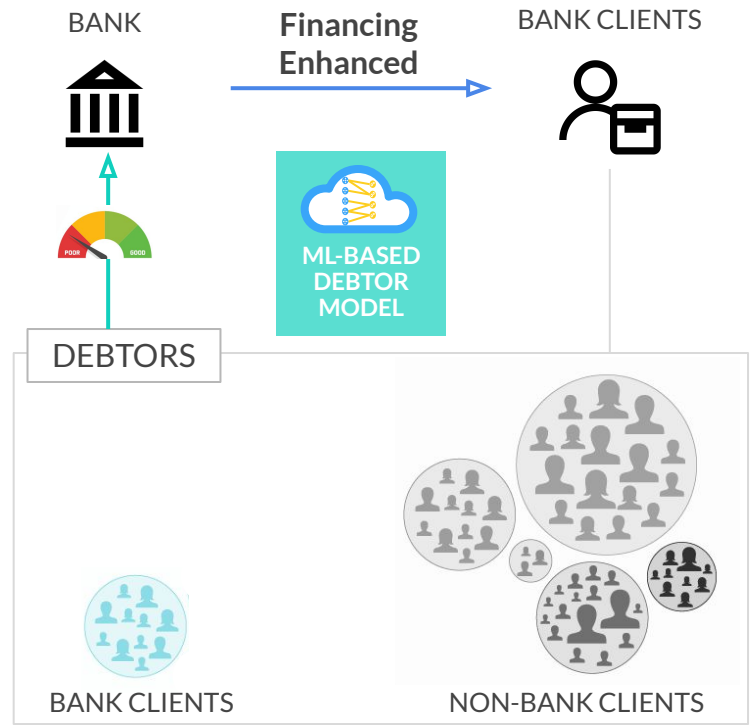 BANK
Financing
Enhanced
BANK CLIENTS
ML-BASED
DEBTOR
MODEL
POOR
GOOD
DEBTORS
BANK CLIENTS
NON-BANK CLIENTS